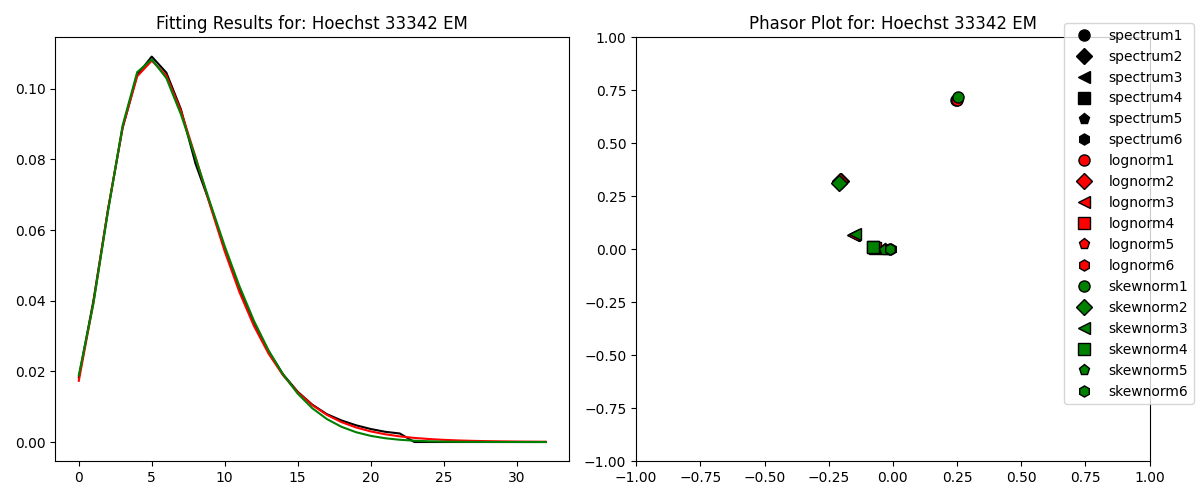 Fitting Results for: Hoechst 33342 EM
0.10
0.08
0.06
0.04
0.02
0.00
0 5 10 15 20 25 30
Phasor Plot for: Hoechst 33342 EM
1.00
0.75
0.50
0.25
0.00
−0.25
−0.50
−0.75
−1.00
−1.00 −0.75 −0.50 −0.25 0.00 0.25 0.50 0.75 1.00
spectrum1
spectrum2
spectrum3
spectrum4
spectrum5
spectrum6
lognorm1
lognorm2
lognorm3
lognorm4
lognorm5
lognorm6
skewnorm1
skewnorm2
skewnorm3
skewnorm4
skewnorm5
skewnorm6